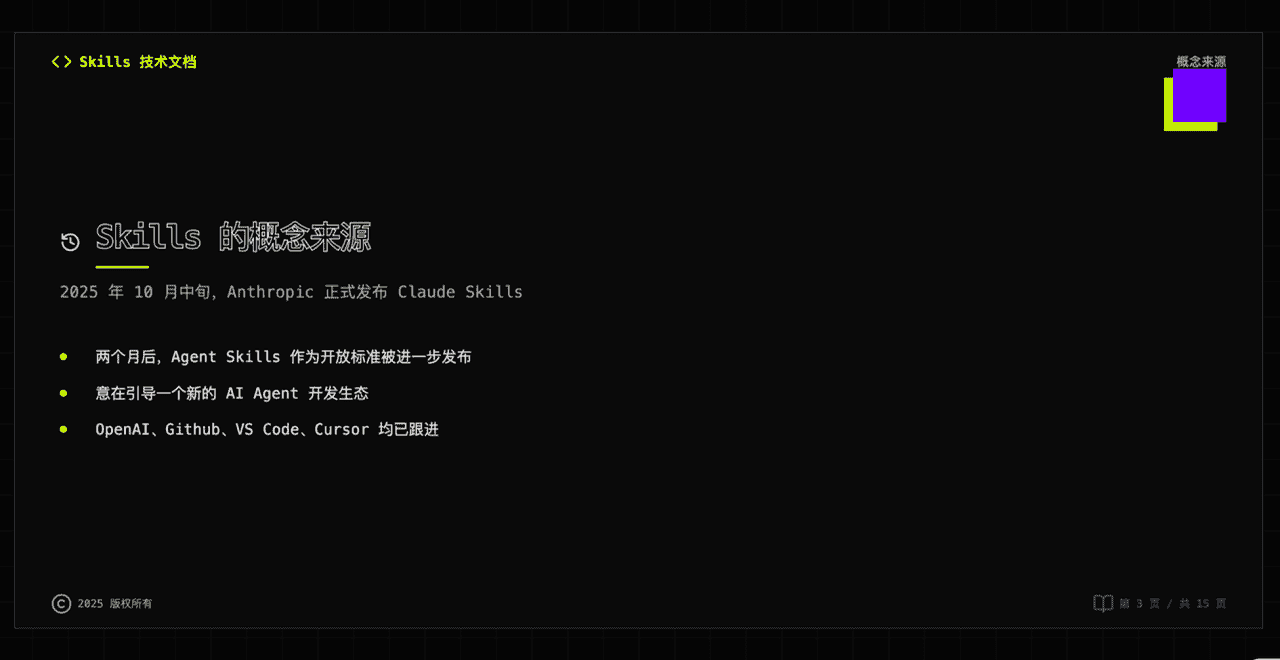 Skills 技术文档
概念来源
Skills 的概念来源
2025 年 10 月中旬，Anthropic 正式发布 Claude Skills
两个月后，Agent Skills 作为开放标准被进一步发布
意在引导一个新的 AI Agent 开发生态
OpenAI、Github、VS Code、Cursor 均已跟进
© 2025 版权所有
第 3 页 / 共 15 页